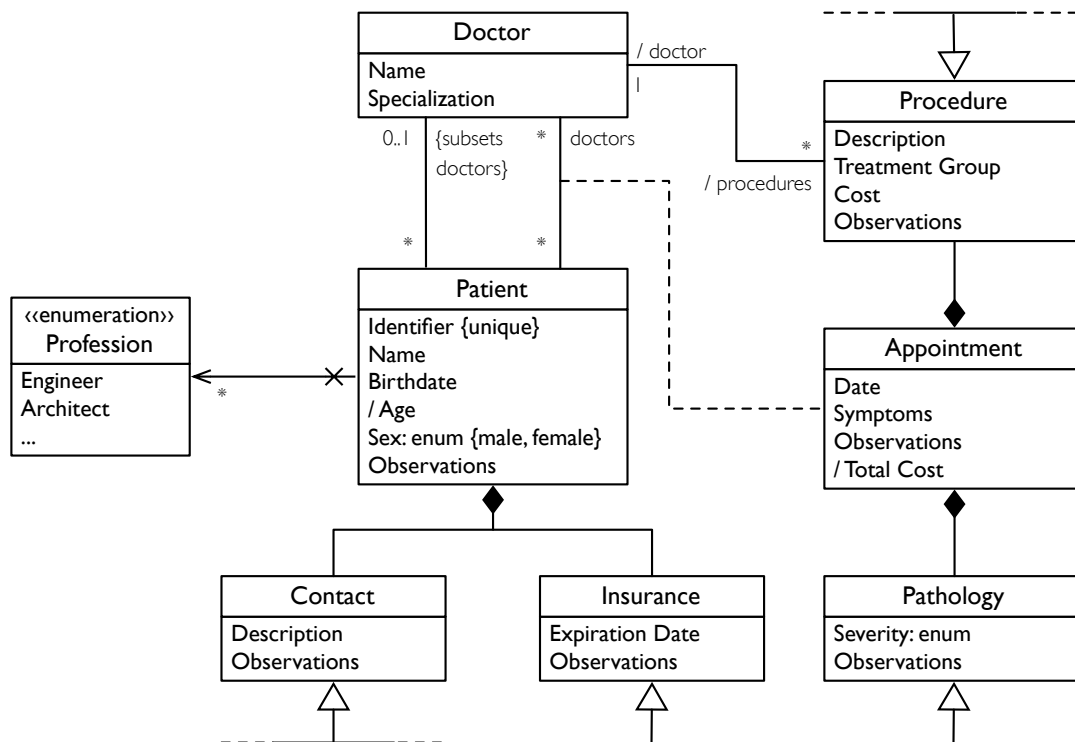 Doctor
Name
Specialization
/ doctor
1
Procedure
Description
Treatment Group
Cost
Observations
*
/ procedures
0..1
{subsets
doctors}
*
doctors
*
*
Patient
Identifier {unique}
Name
Birthdate
/ Age
Sex: enum {male, female}
Observations
‹‹enumeration››
Profession
Engineer
Architect
...
*
Appointment
Date
Symptoms
Observations
/ Total Cost
Contact
Description
Observations
Insurance
Expiration Date
Observations
Pathology
Severity: enum
Observations